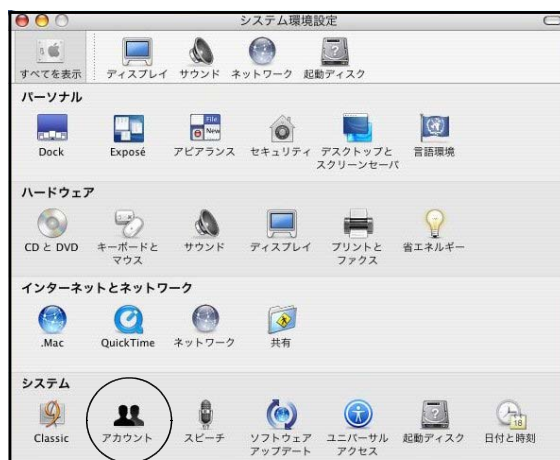 システム環境設定
すべてを表示 ディスプレイ サウンド ネットワーク 起動ディスク
パーソナル
Dock Exposé アピアランス セキュリティ デスクトップと スクリーンセーバ 言語環境
File
New
ハードウェア
CD と DVD キーボードと マウス サウンド ディスプレイ プリントと ファクス 省エネルギー
インターネットとネットワーク
.Mac QuickTime ネットワーク 共有
システム
Classic アカウント スピーチ ソフトウェア アップデート ユニバーサル アクセス 起動ディスク 日付と時刻
18